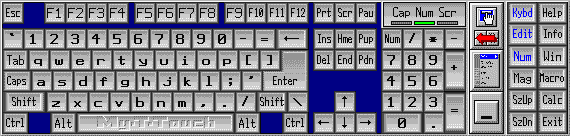 Esc F1 F2 F3 F4 F5 F6 F7 F8 F9 F10 F11 F12 Prt Scr Pau Cap Num Scr Kybd Help
` 1 2 3 4 5 6 7 8 9 0 - = ← Ins Hme Pup Num / * - Edit Info
Tab q w e r t y u i o p [ ] Del End Pdn 7 8 9 + Num Win
Caps a s d f g h j k l ; ' Enter 4 5 6 Mag Macro
Shift z x c v b n m , . / Shift \ ↑ 1 2 3 = SzUp Calc
Ctrl Alt My-T-Touch Alt Ctrl ← ↓ → 0 . SzDn Exit